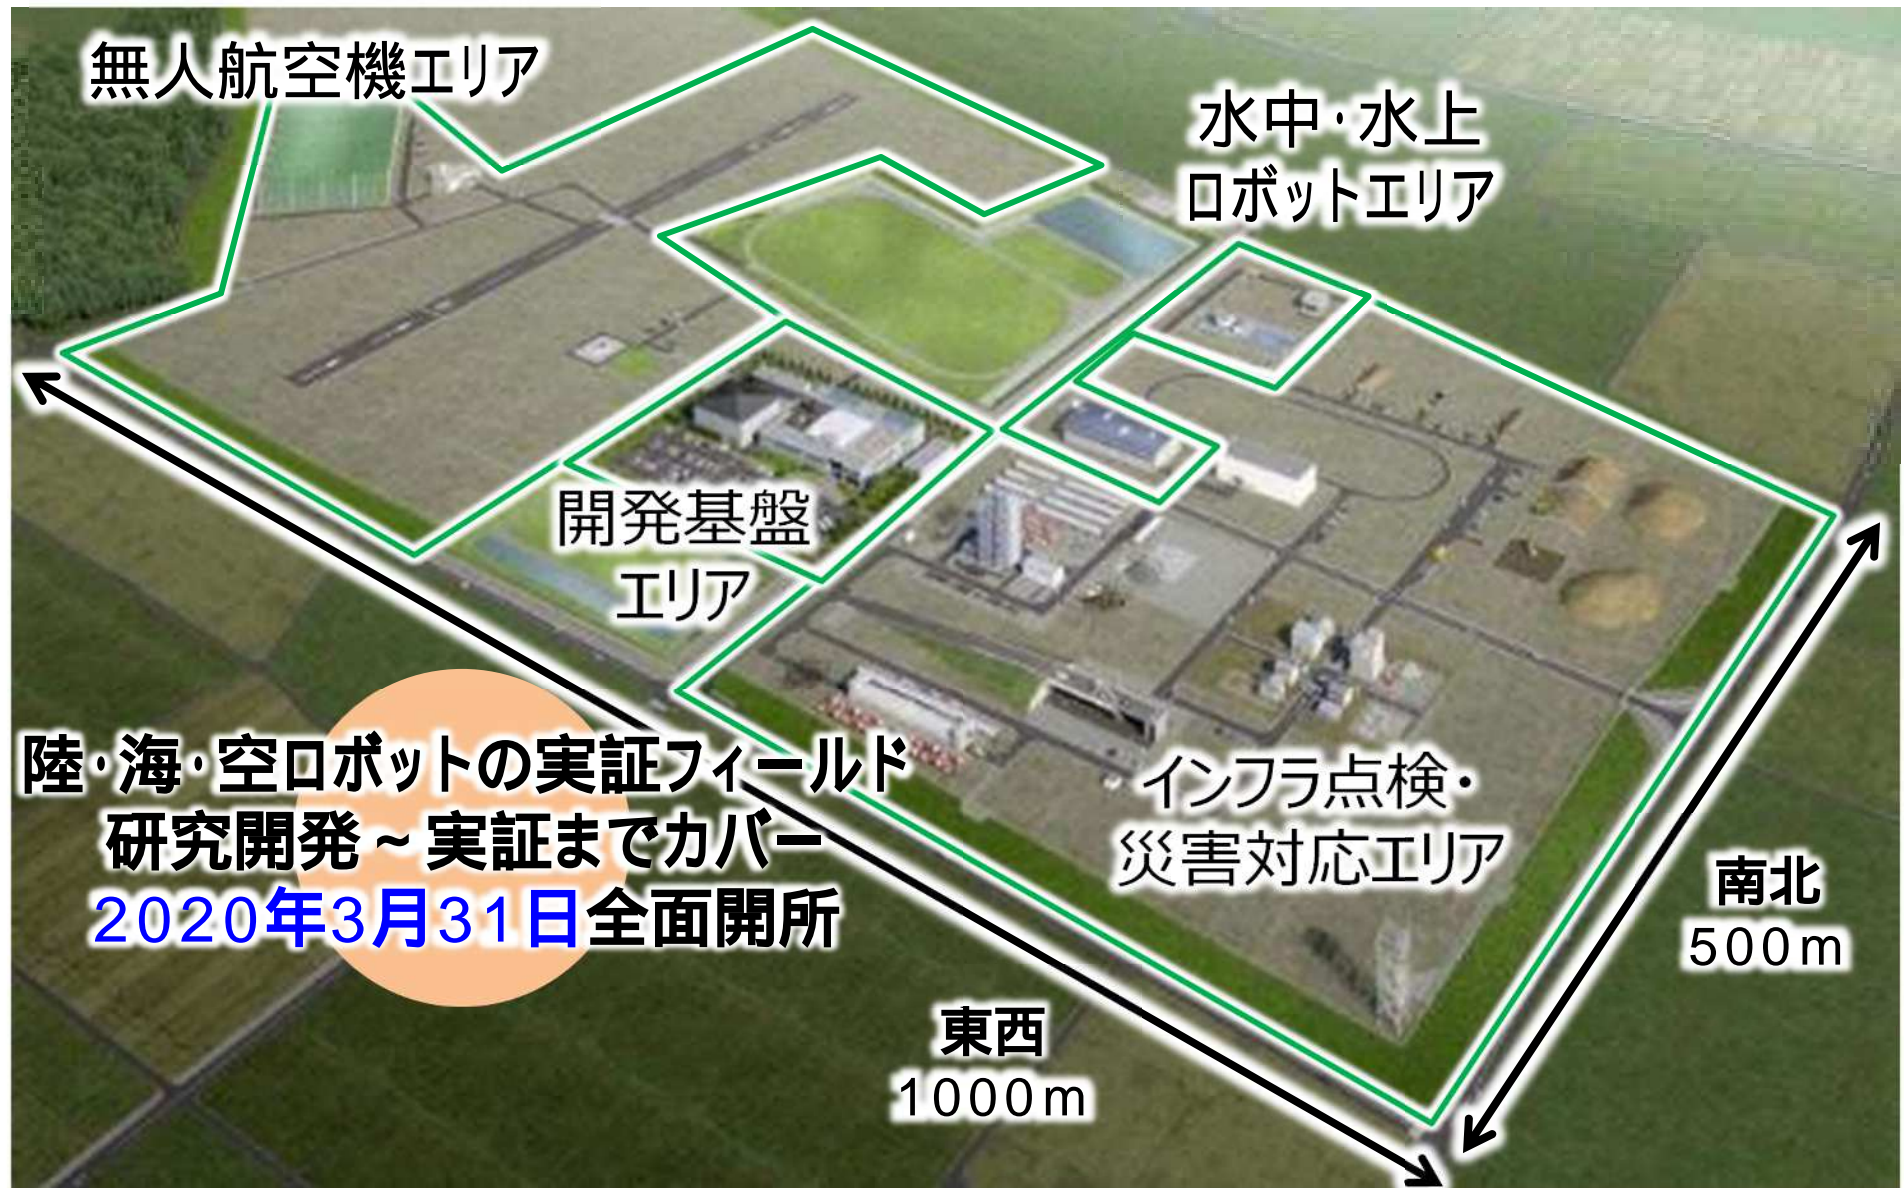 無人航空機エリア
水中・水上
ロボットエリア
開発基盤
エリア
陸・海・空ロボットの実証フィールド
研究開発～実証までカバー
2020年3月31日全面開所
インフラ点検・
災害対応エリア
南北
500m
東西
1000m